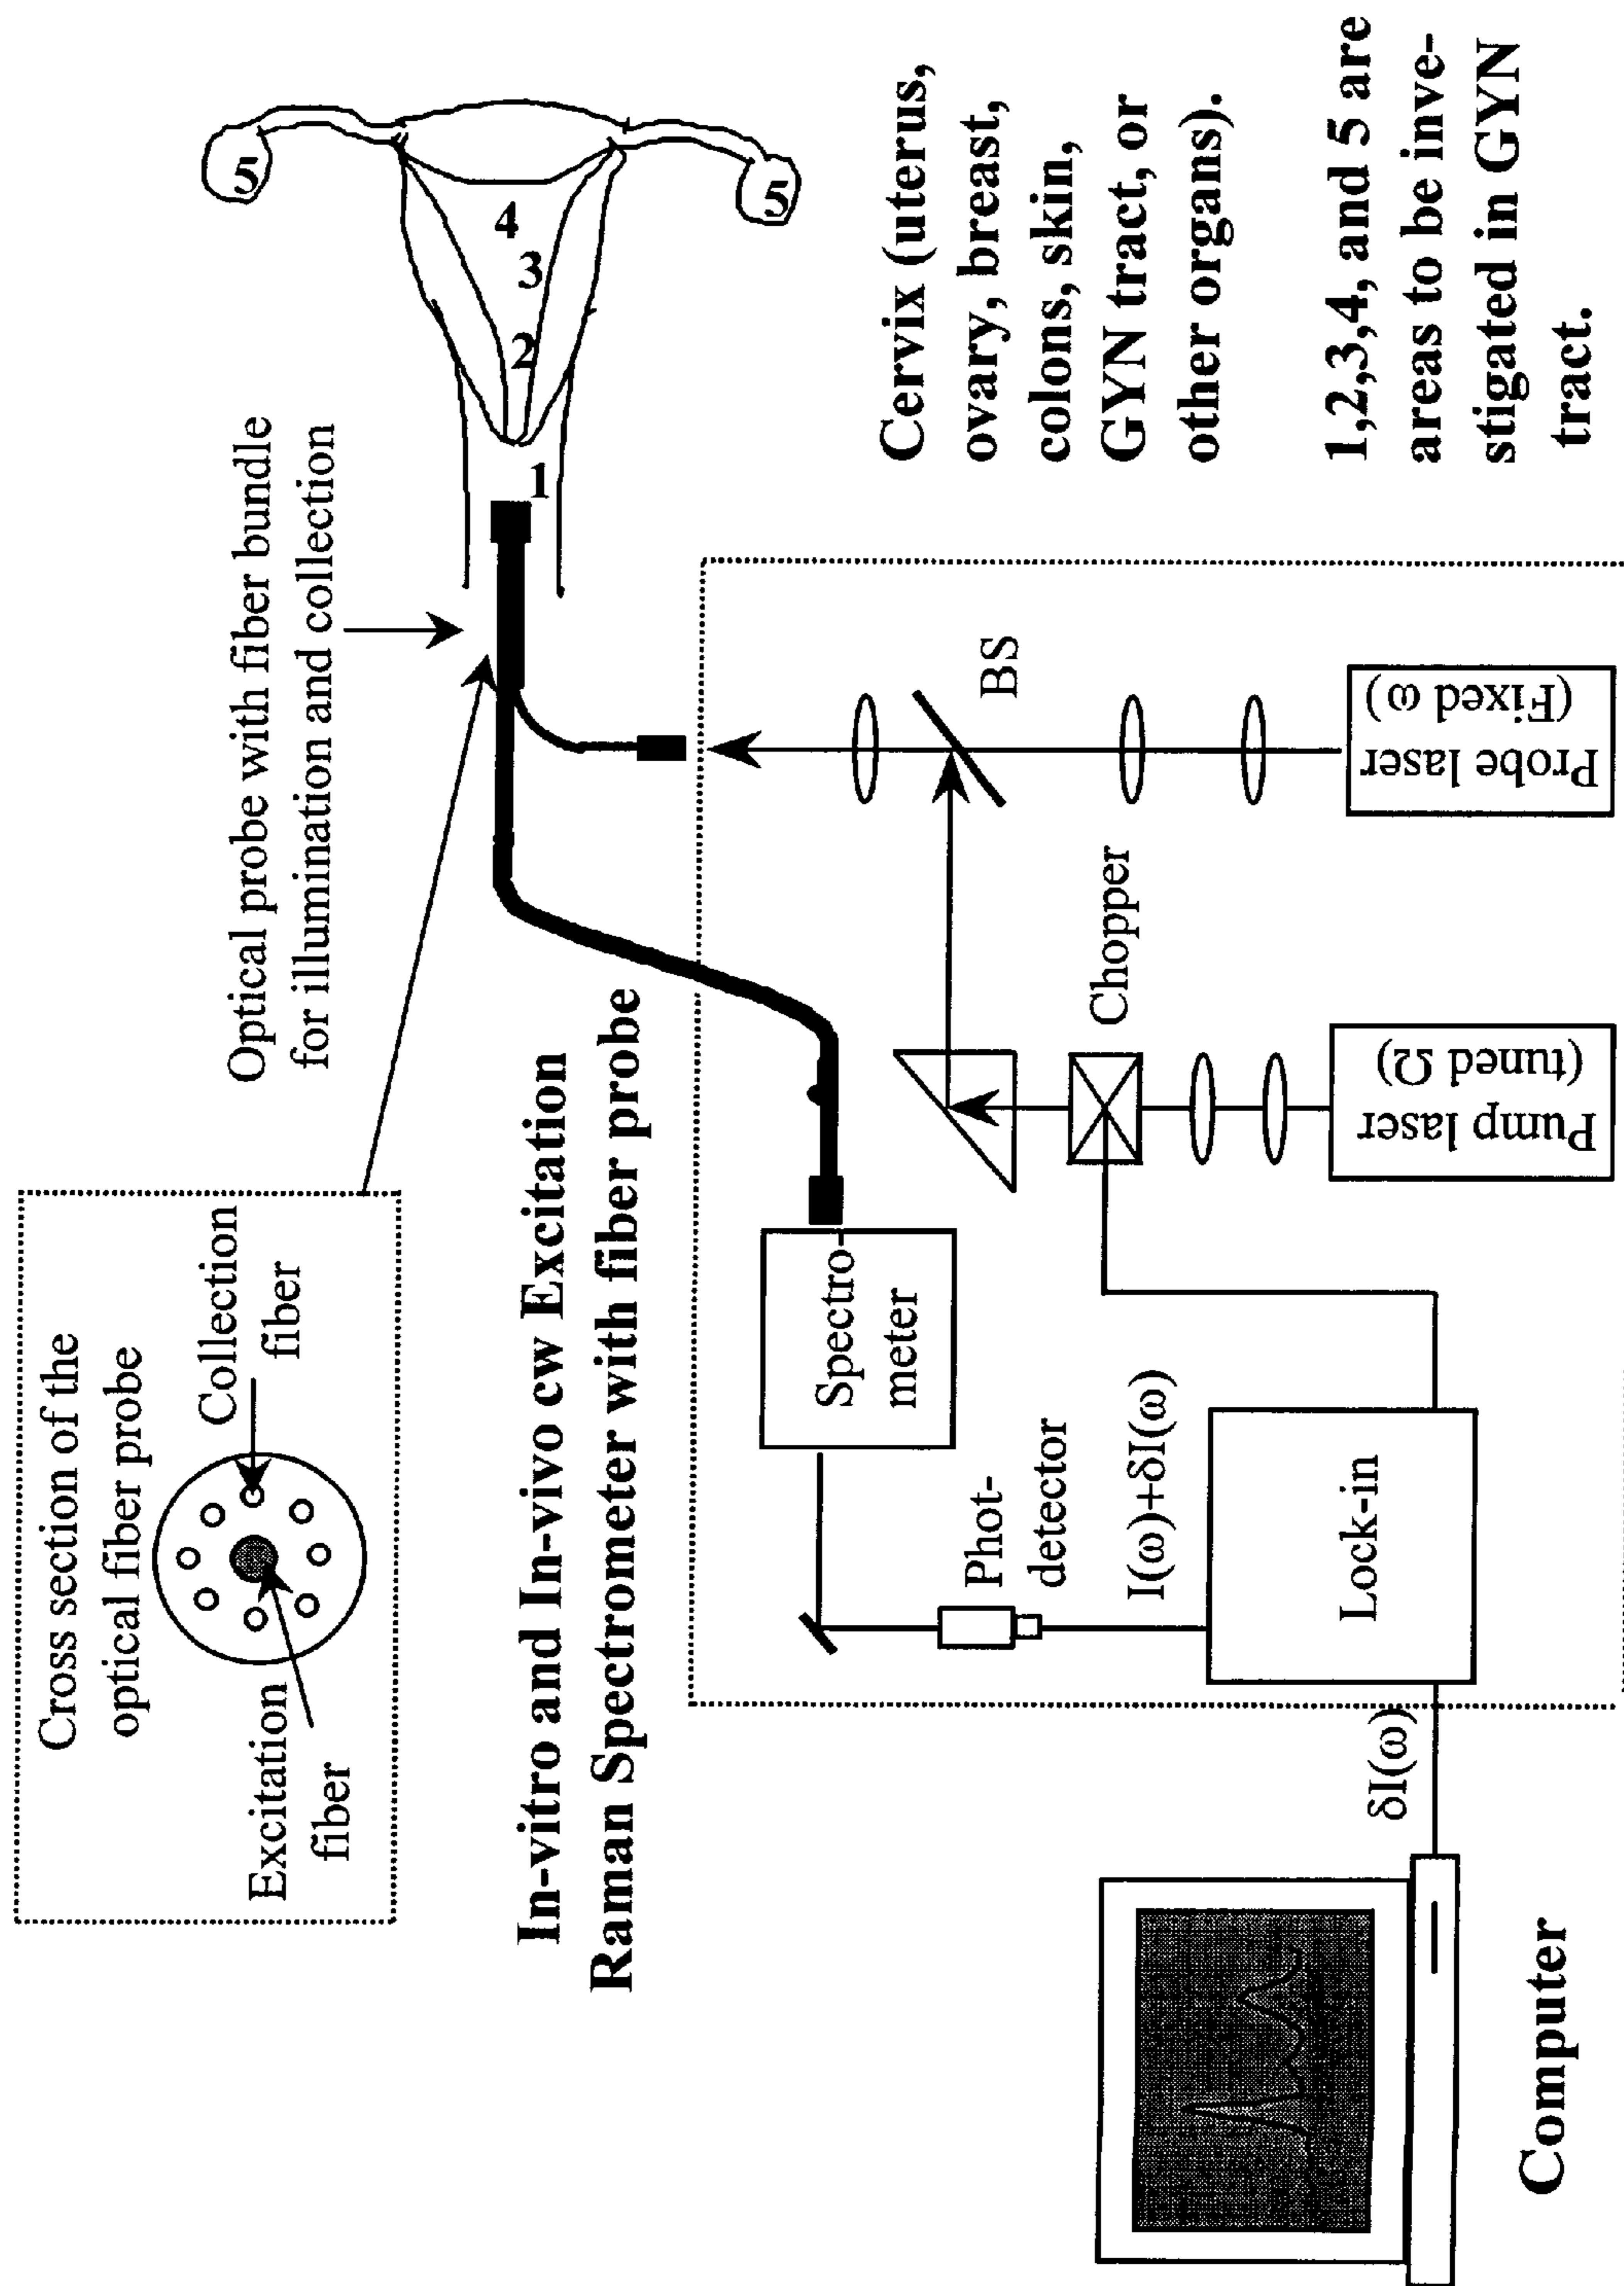 Cross section of the
optical fiber probe
Excitation
fiber
Collection
fiber
Optical probe with fiber bundle
for illumination and collection
5
4
3
2
1
5
In-vitro and In-vivo cw Excitation
Raman Spectrometer with fiber probe
Cervix (uterus,
ovary, breast,
colons, skin,
GYN tract, or
other organs).
1,2,3,4, and 5 are
areas to be inve-
stigated in GYN
tract.
Spectro-
meter
Phot-
detector
I(ω)+δI(ω)
Lock-in
δI(ω)
Chopper
BS
Pump laser
(tuned Ω)
Probe laser
(Fixed ω)
Computer